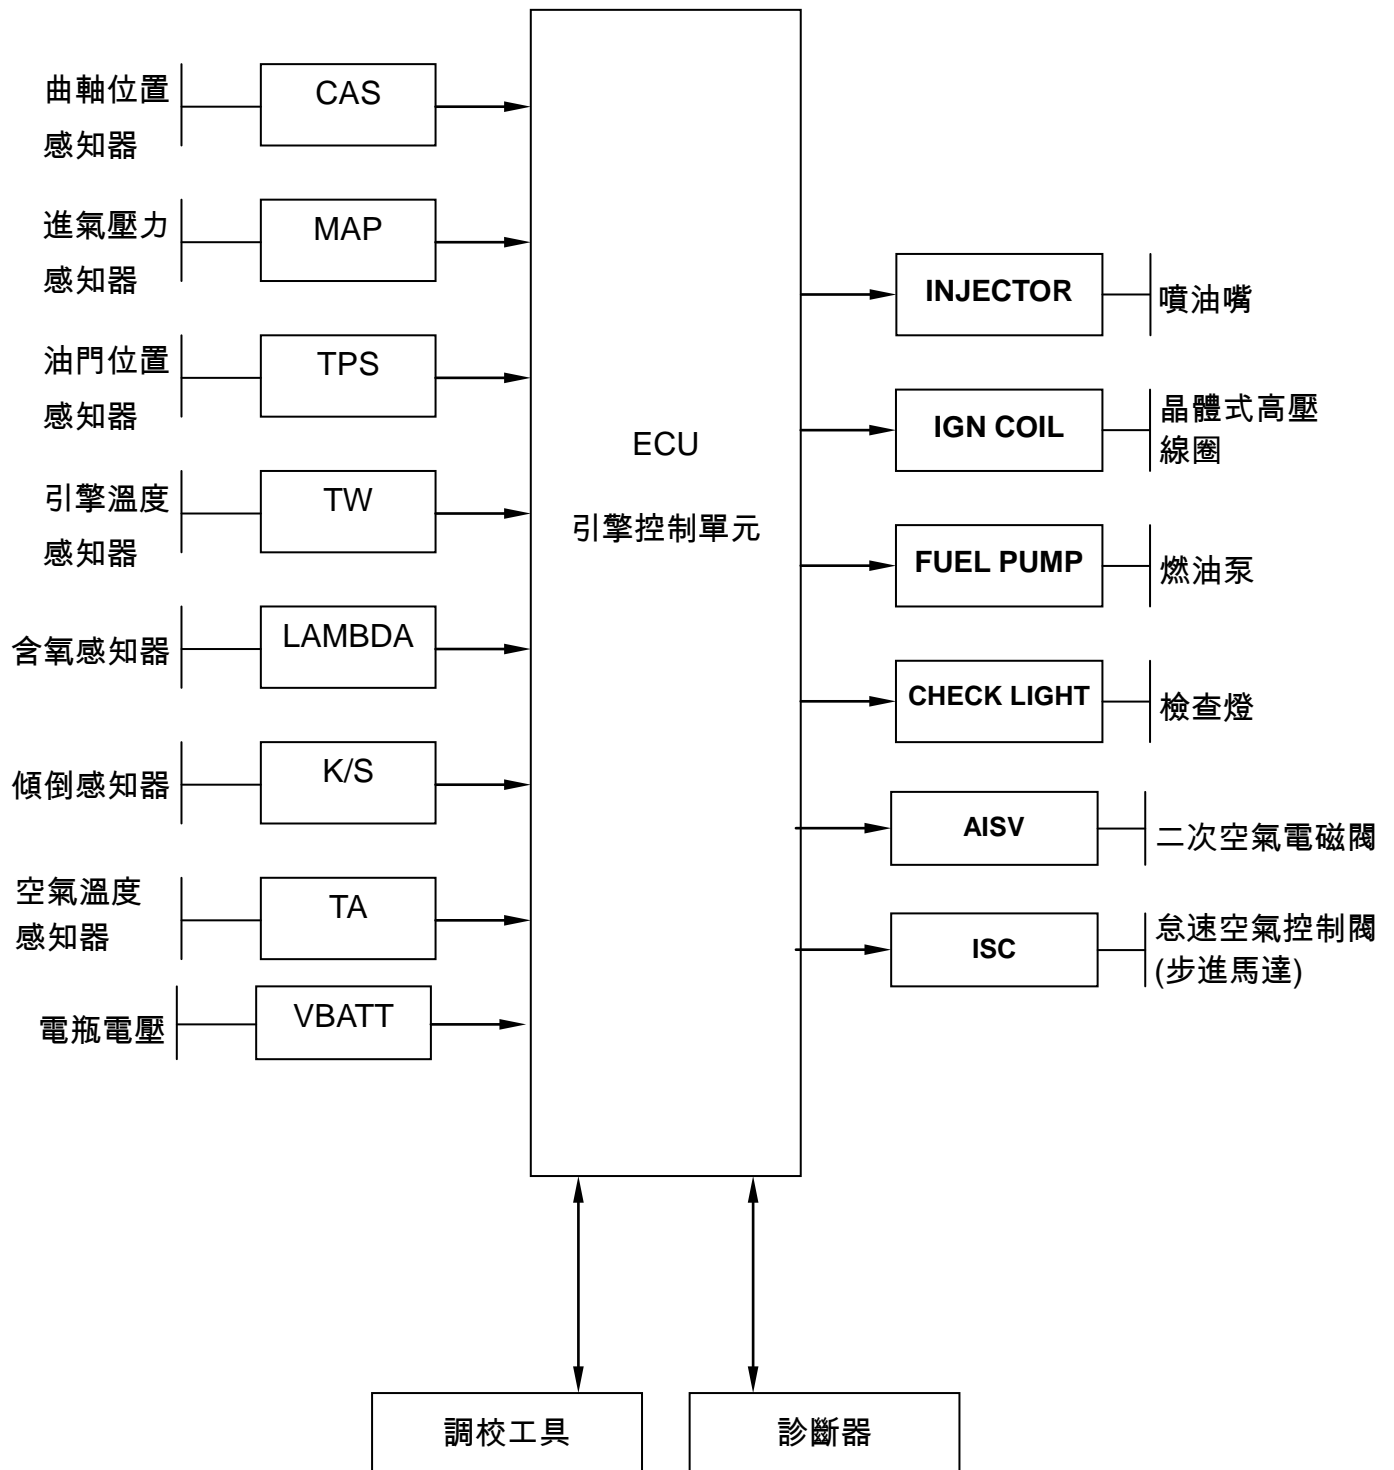 曲軸位置
感知器
CAS
進氣壓力
感知器
MAP
油門位置
感知器
TPS
引擎溫度
感知器
TW
含氧感知器
LAMBDA
傾倒感知器
K/S
空氣溫度
感知器
TA
電瓶電壓
VBATT
ECU
引擎控制單元
INJECTOR
噴油嘴
IGN COIL
晶體式高壓
線圈
FUEL PUMP
燃油泵
CHECK LIGHT
檢查燈
AISV
二次空氣電磁閥
ISC
怠速空氣控制閥
(步進馬達)
調校工具
診斷器